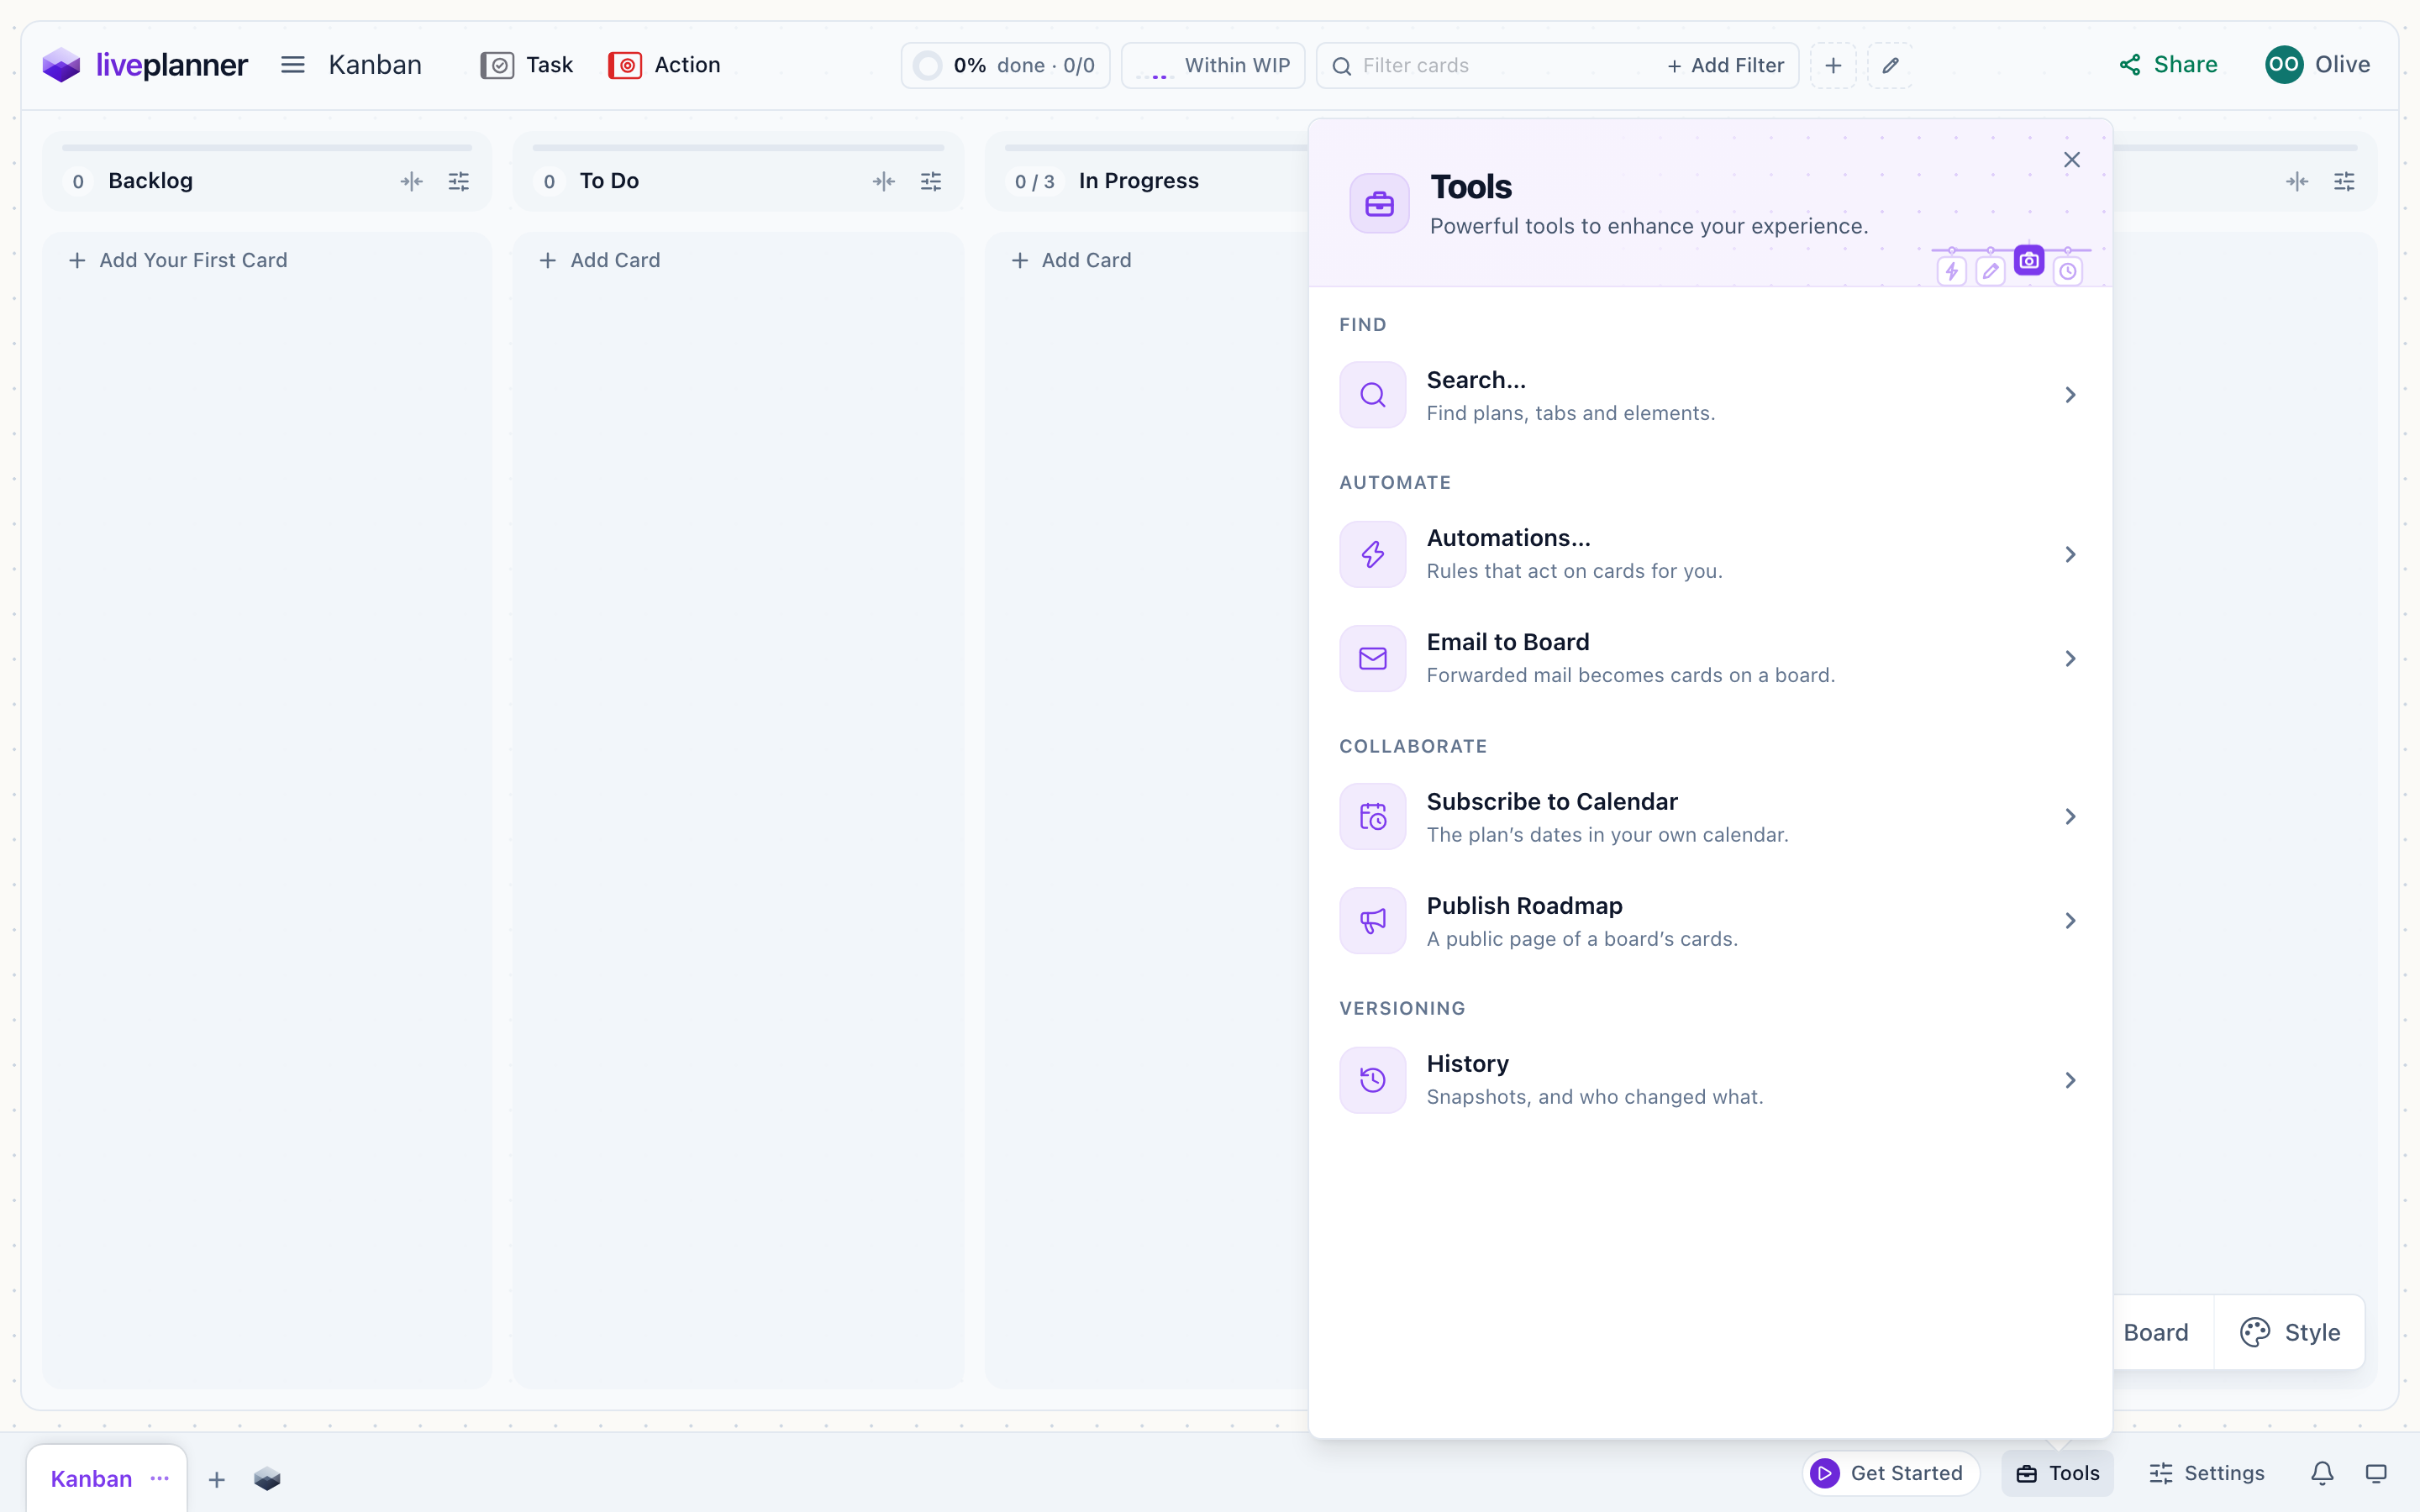 liveplanner
Kanban
Task
Action
0% done · 0/0
Within WIP
Filter cards
+ Add Filter
Share
OO Olive
0 Backlog
0 To Do
0 / 3 In Progress
+ Add Your First Card
+ Add Card
+ Add Card
Tools
Powerful tools to enhance your experience.
FIND
Search...
Find plans, tabs and elements.
AUTOMATE
Automations...
Rules that act on cards for you.
Email to Board
Forwarded mail becomes cards on a board.
COLLABORATE
Subscribe to Calendar
The plan’s dates in your own calendar.
Publish Roadmap
A public page of a board’s cards.
VERSIONING
History
Snapshots, and who changed what.
Board
Style
Kanban
Get Started
Tools
Settings